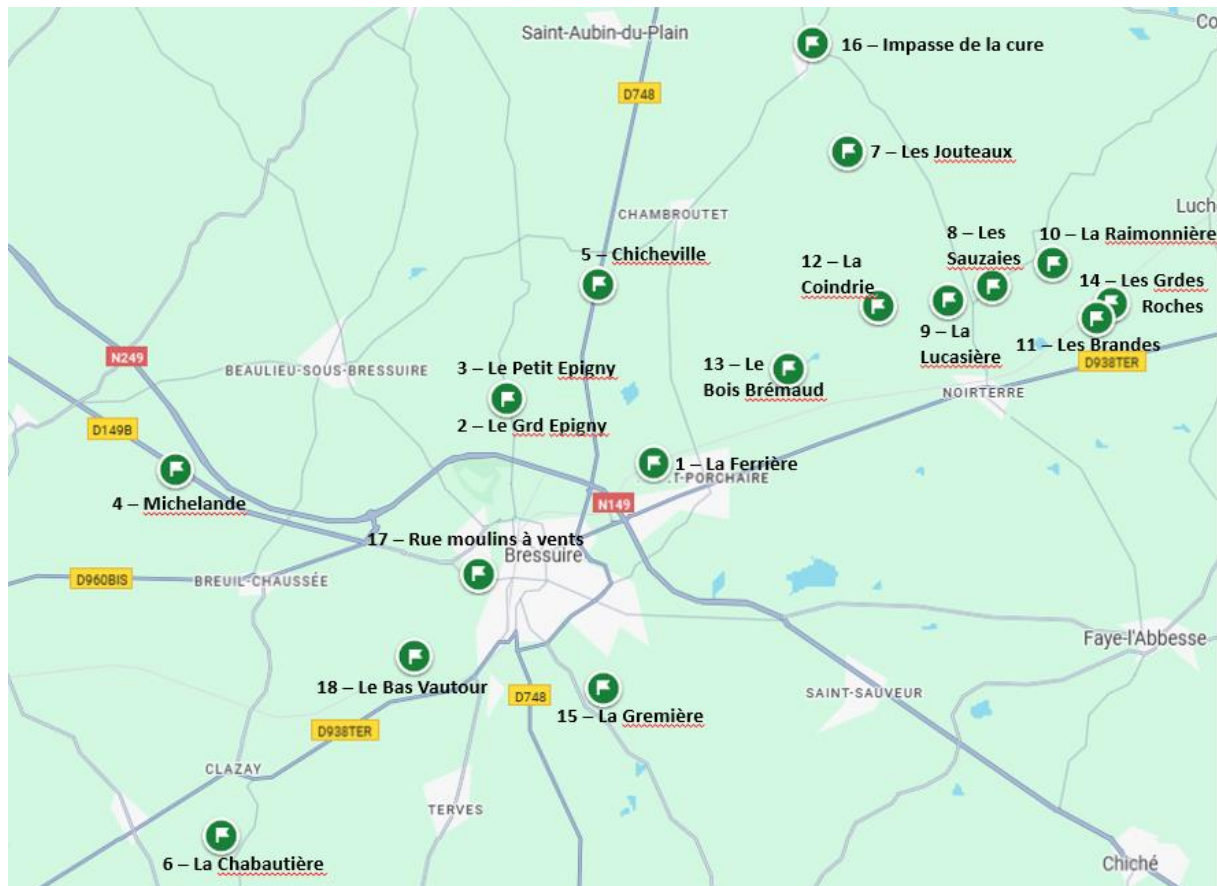 Saint-Aubin-du-Plain
Co
16 – Impasse de la cure
D748
7 – Les Jouteaux
CHAMBROUTET
Luch
8 – Les
Sauzaies
10 – La Raimonnière
5 – Chicheville
12 – La
Coindrie
14 – Les Grdes
Roches
9 – La
Lucasière
11 – Les Brandes
N249
D938TER
3 – Le Petit Epigny
13 – Le
Bois Brémaud
BEAULIEU-SOUS-BRESSUIRE
NOIRTERRE
2 – Le Grd Epigny
D149B
1 – La Ferrière
T-PORCHAIRE
4 – Michelande
N149
17 – Rue moulins à vents
Bressuire
D960BIS
BREUIL-CHAUSSÉE
Faye-l'Abbesse
18 – Le Bas Vautour
D748
SAINT-SAUVEUR
15 – La Gremière
D938TER
CLAZAY
TERVES
6 – La Chabautière
Chiché